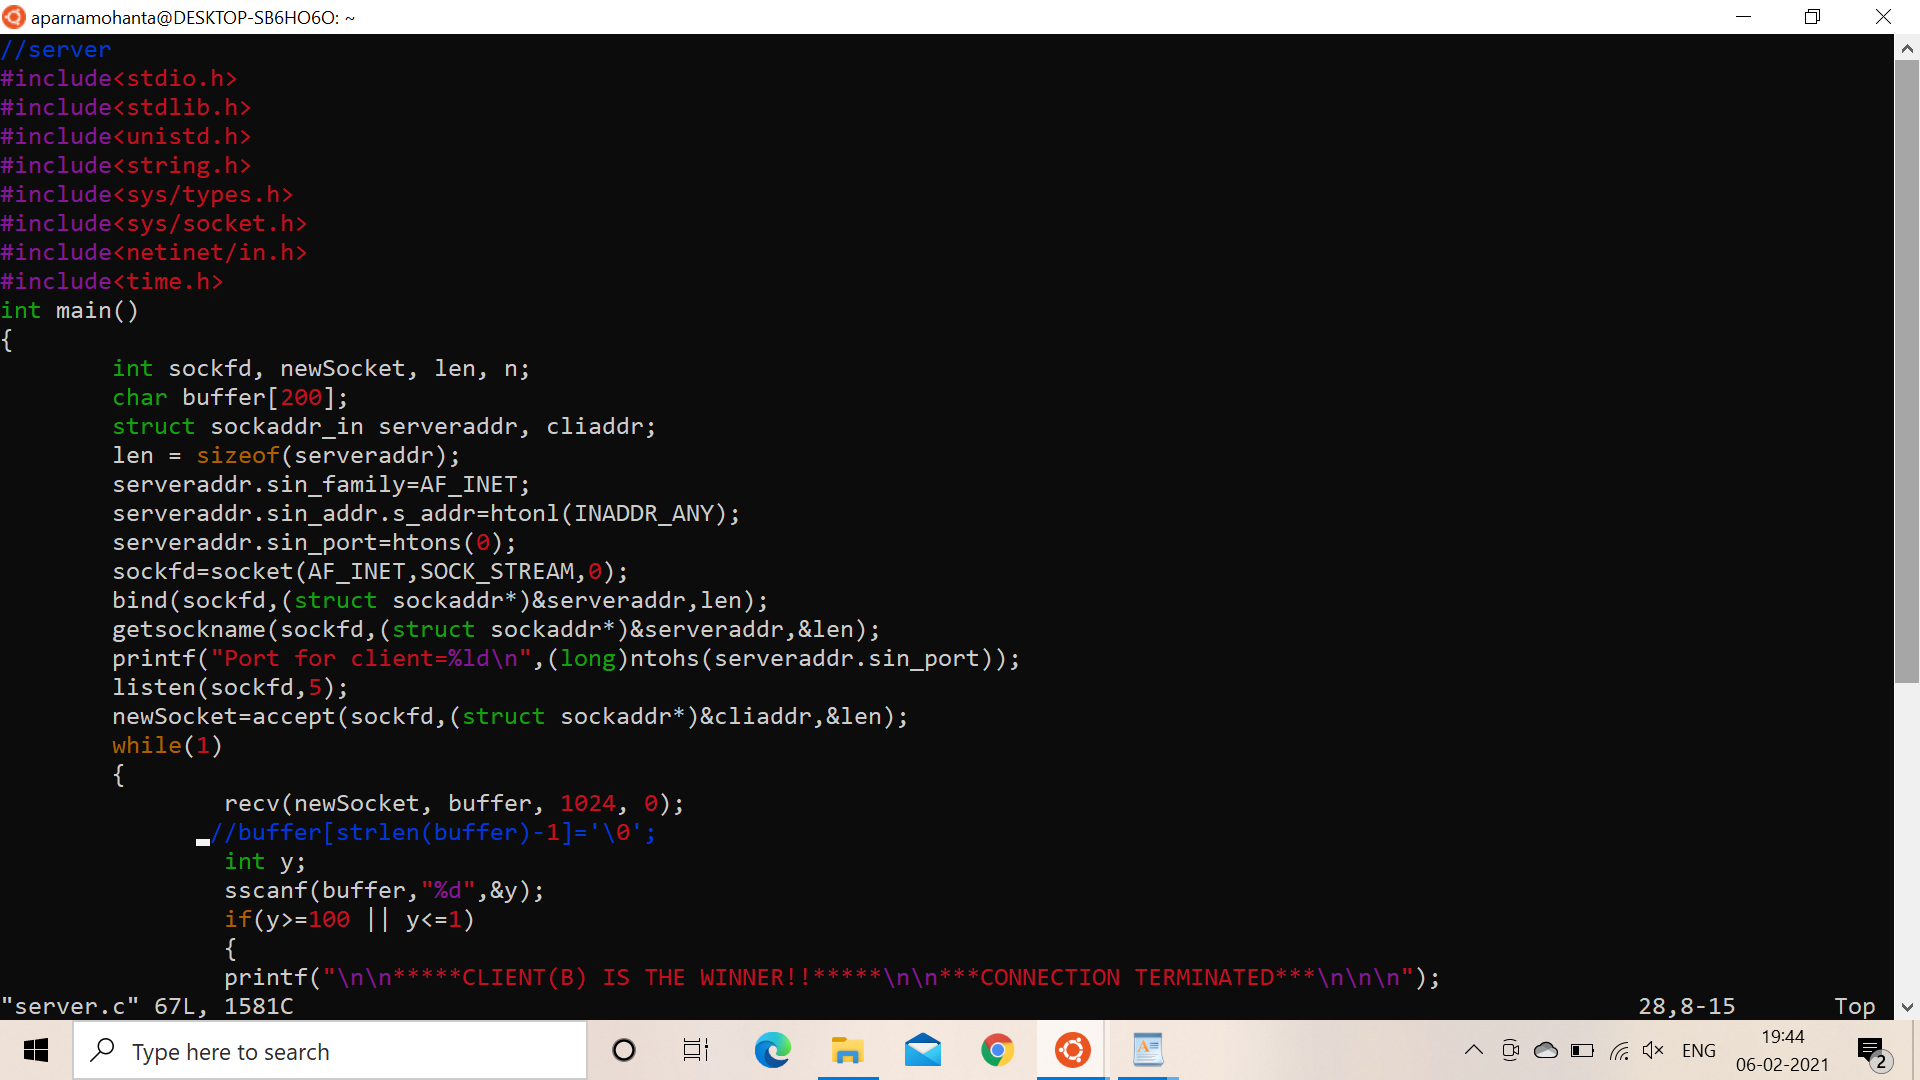 aparnamohanta@DESKTOP-SB6HO6O: ~
//server
#include<stdio.h>
#include<stdlib.h>
#include<unistd.h>
#include<string.h>
#include<sys/types.h>
#include<sys/socket.h>
#include<netinet/in.h>
#include<time.h>
int main()
{
        int sockfd, newSocket, len, n;
        char buffer[200];
        struct sockaddr_in serveraddr, cliaddr;
        len = sizeof(serveraddr);
        serveraddr.sin_family=AF_INET;
        serveraddr.sin_addr.s_addr=htonl(INADDR_ANY);
        serveraddr.sin_port=htons(0);
        sockfd=socket(AF_INET,SOCK_STREAM,0);
        bind(sockfd,(struct sockaddr*)&serveraddr,len);
        getsockname(sockfd,(struct sockaddr*)&serveraddr,&len);
        printf("Port for client=%ld\n",(long)ntohs(serveraddr.sin_port));
        listen(sockfd,5);
        newSocket=accept(sockfd,(struct sockaddr*)&cliaddr,&len);
        while(1)
        {
                recv(newSocket, buffer, 1024, 0);
               //buffer[strlen(buffer)-1]='\0';
                int y;
                sscanf(buffer,"%d",&y);
                if(y>=100 || y<=1)
                {
                printf("\n\n*****CLIENT(B) IS THE WINNER!!*****\n\n***CONNECTION TERMINATED***\n\n\n");
"server.c" 67L, 1581C 28,8-15 Top
Type here to search
ENG
19:44
06-02-2021
2